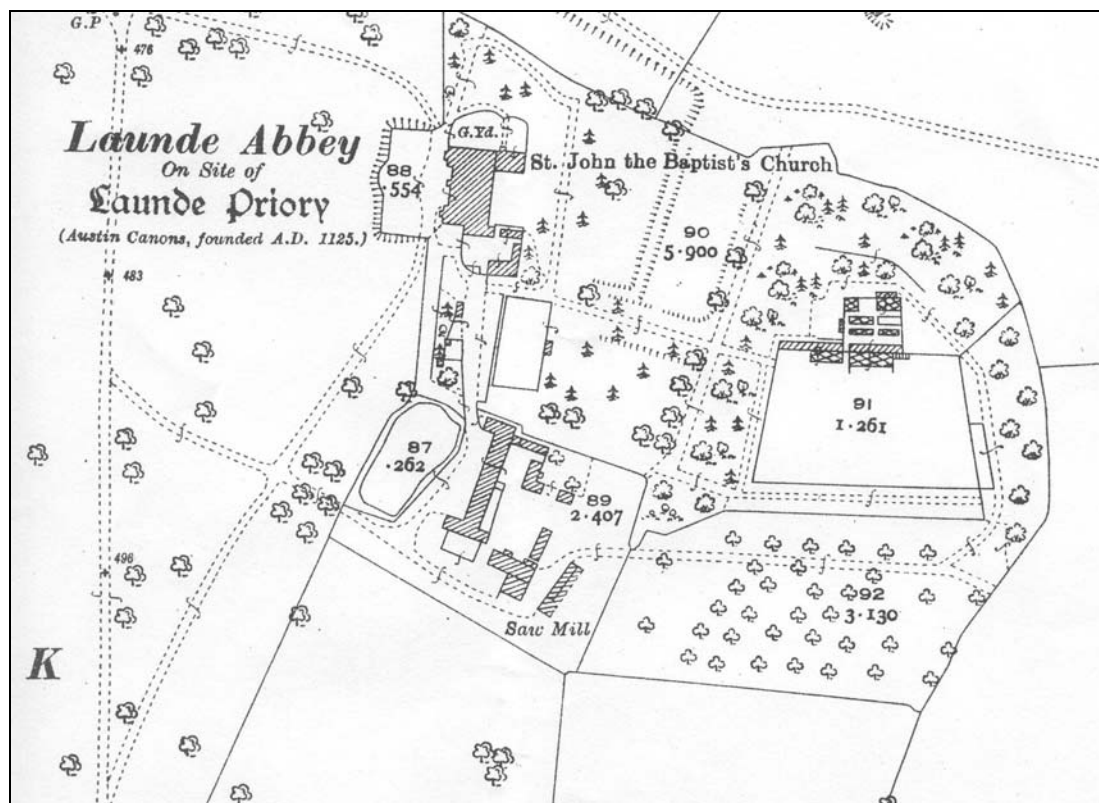 G.P
476
Launde Abbey
On Site of
Launde Priory
(Austin Canons, founded A.D. 1125.)
G.Yd.
St. John the Baptist's Church
88
.554
90
5.900
483
91
1.261
87
.262
89
2.407
496
92
3.130
Saw Mill
K